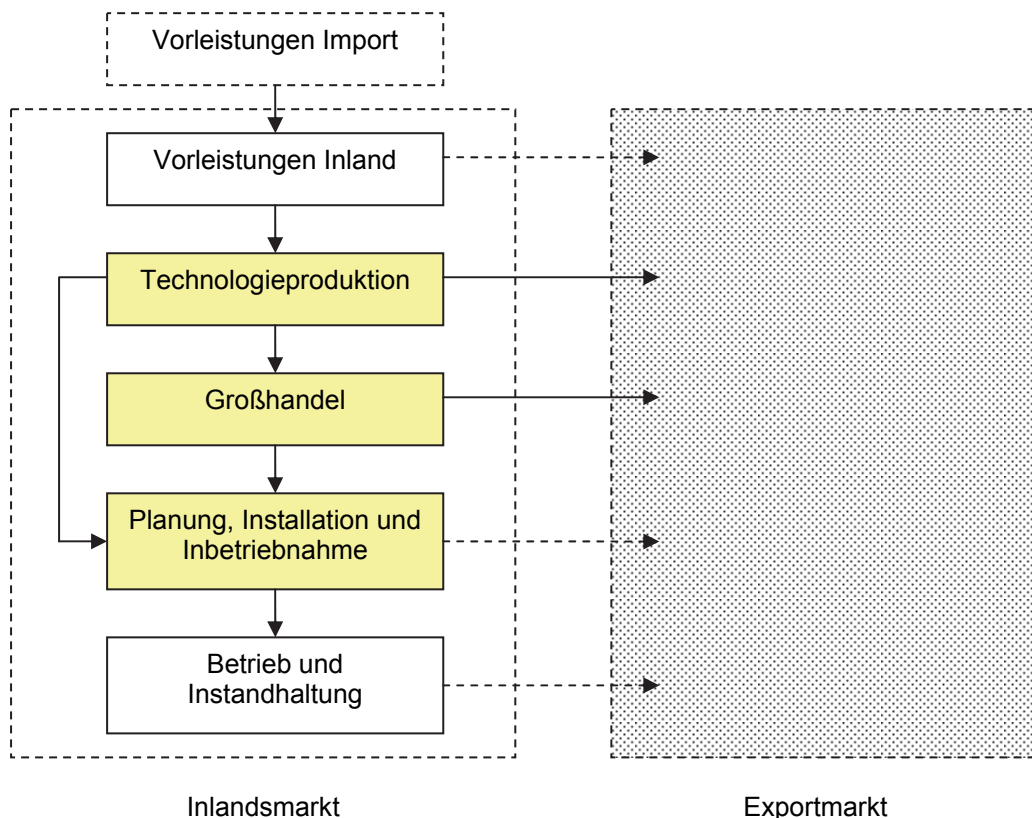 Vorleistungen Import
Vorleistungen Inland
Technologieproduktion
Großhandel
Planung, Installation und
Inbetriebnahme
Betrieb und
Instandhaltung
Inlandsmarkt
Exportmarkt